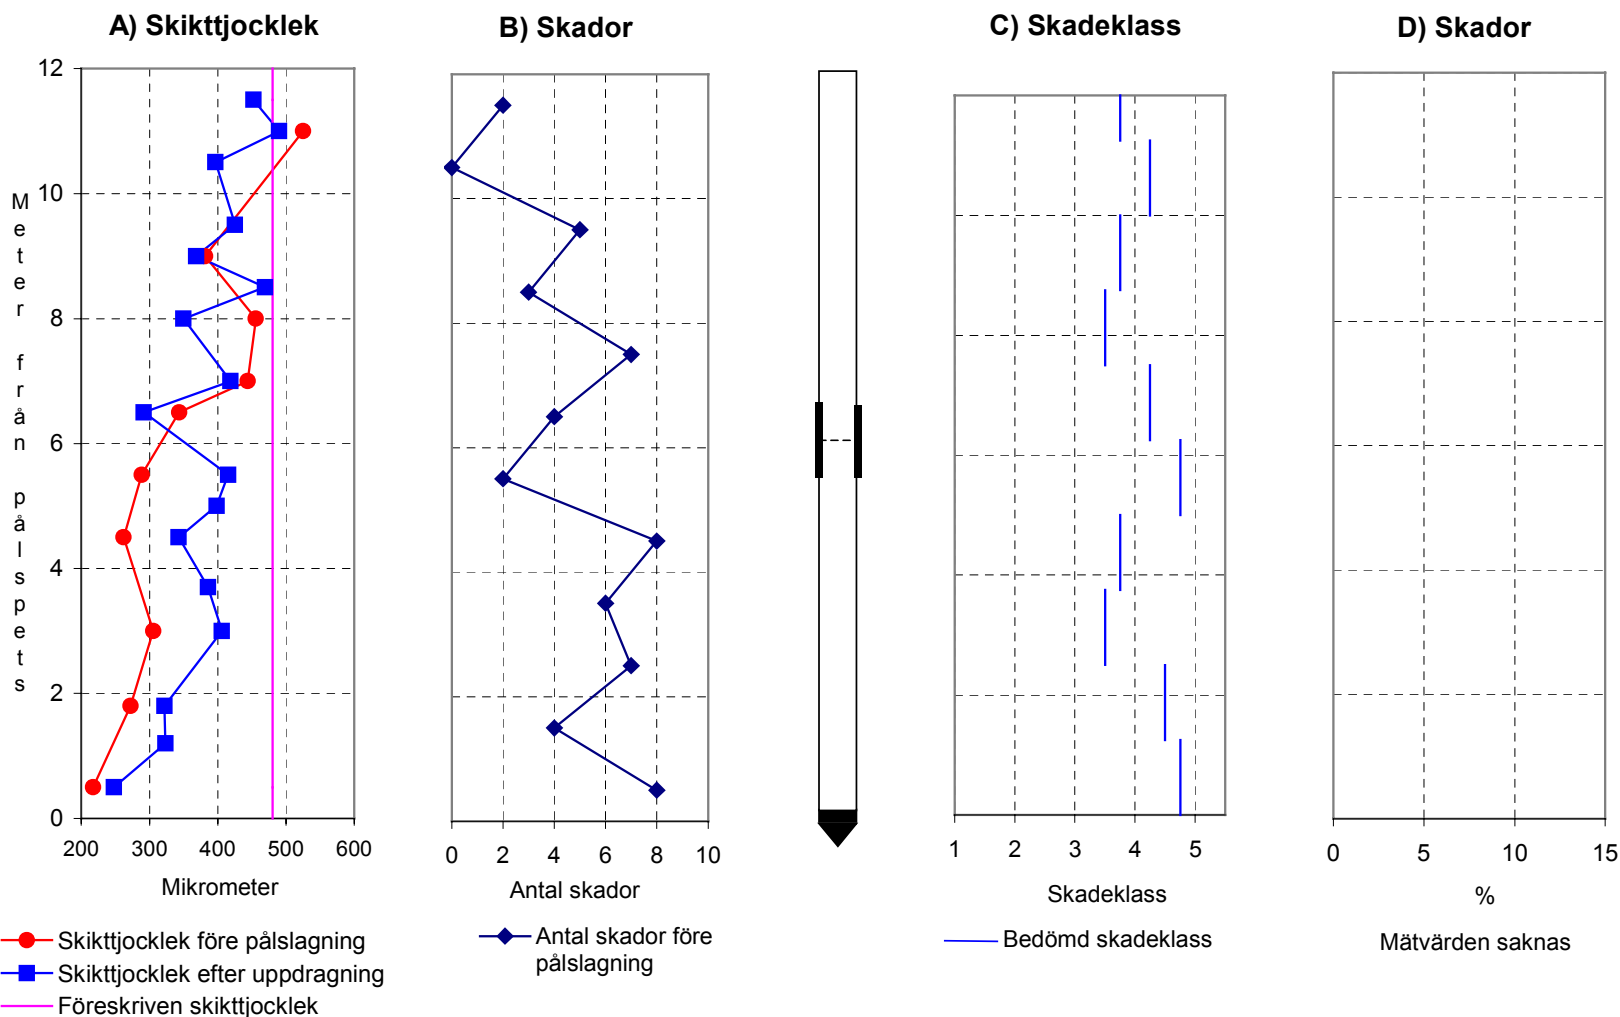 A) Skikttjocklek
B) Skador
C) Skadeklass
D) Skador
Meter från pålspets
12
10
8
6
4
2
0
200 300 400 500 600
Mikrometer
0 2 4 6 8 10
Antal skador
1 2 3 4 5
Skadeklass
0 5 10 15
%
Skikttjocklek före pålslagning
Skikttjocklek efter uppdragning
Föreskriven skikttjocklek
Antal skador före
pålslagning
Bedömd skadeklass
Mätvärden saknas